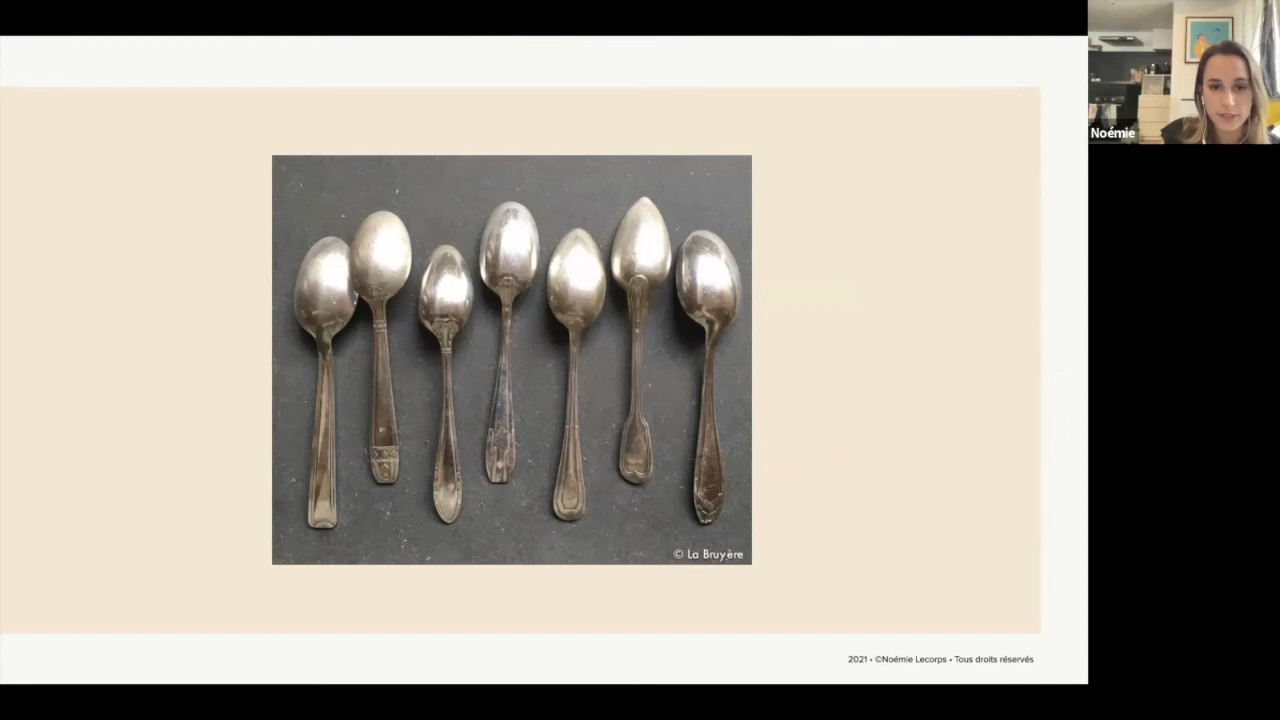 Noémie
© La Bruyère
2021 • ©Noémie Lecorps • Tous droits réservés